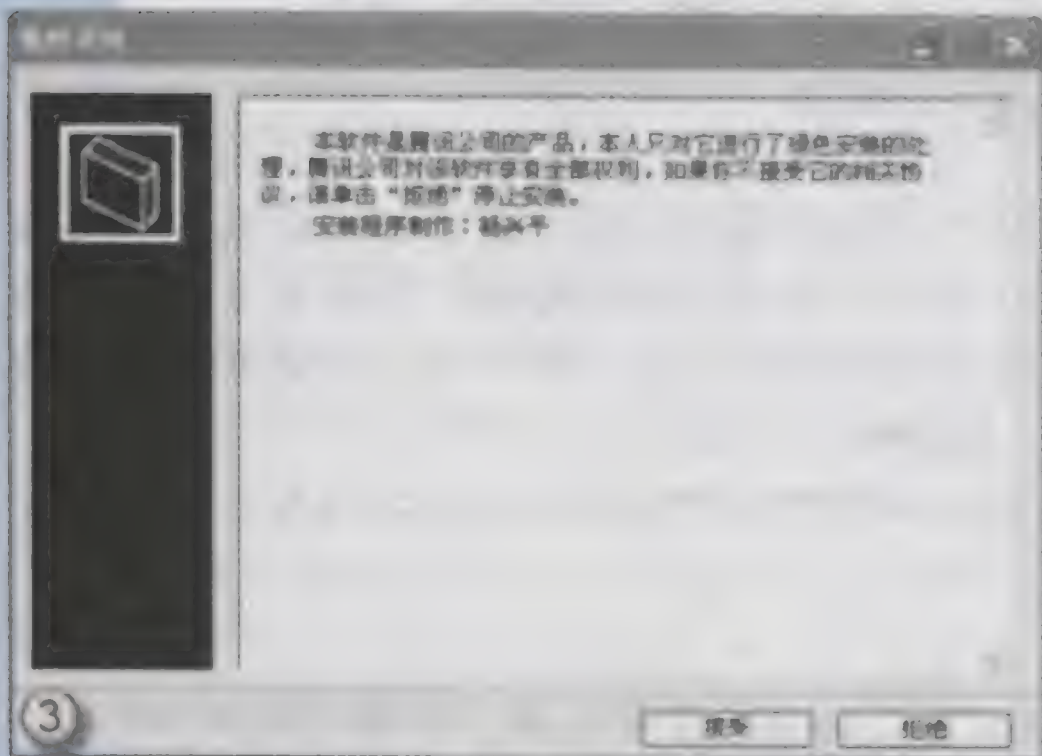 本软件是腾讯公司的产品，本人只对它进行了绿色安装的处
理，腾讯公司对该软件享有全部权利，如果你不接受它的相关协
议，请单击“拒绝”停止安装。
安装程序制作：杨兴平
③
接受
拒绝